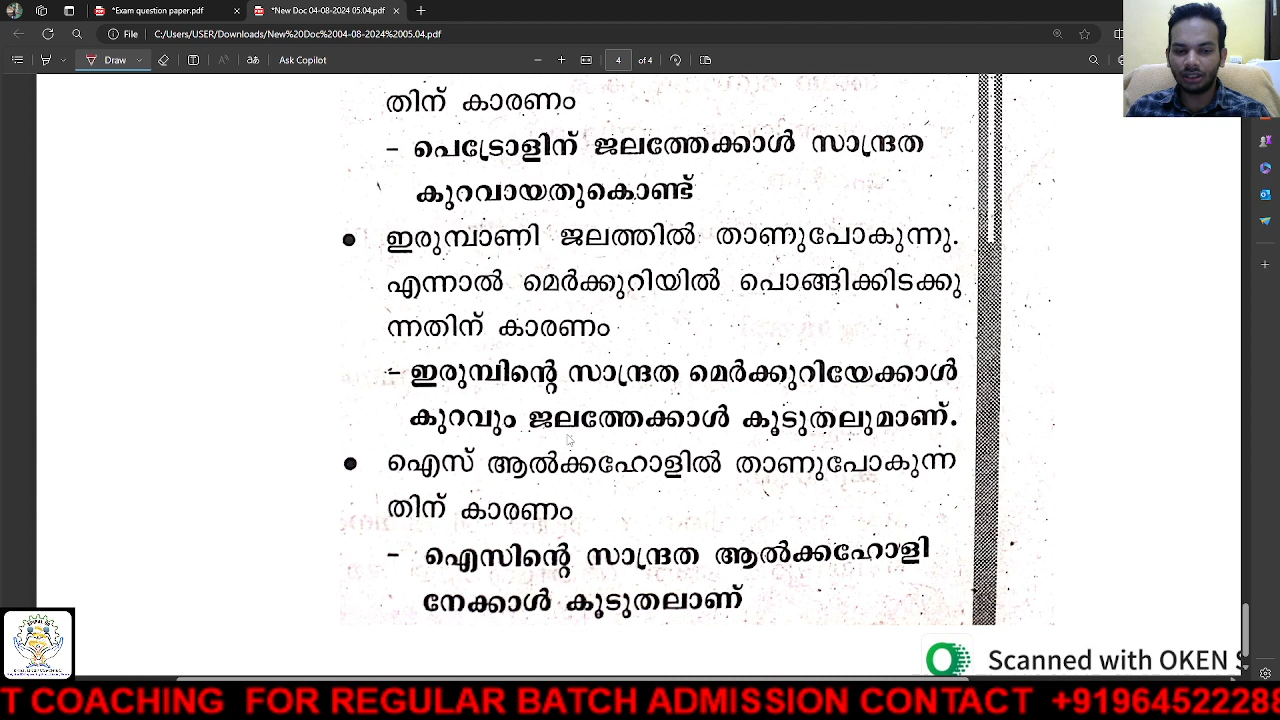 *Exam question paper.pdf
*New Doc 04-08-2024 05.04.pdf
File C:/Users/USER/Downloads/New%20Doc%2004-08-2024%2005.04.pdf
Draw
4 of 4
Ask Copilot
തിന് കാരണം
- പെട്രോളിന് ജലത്തേക്കാൾ സാന്ദ്രത
കുറവായതുകൊണ്ട്
● ഇരുമ്പാണി ജലത്തിൽ താണുപോകുന്നു.
എന്നാൽ മെർക്കുറിയിൽ പൊങ്ങിക്കിടക്കു
ന്നതിന് കാരണം
- ഇരുമ്പിന്റെ സാന്ദ്രത മെർക്കുറിയേക്കാൾ
കുറവും ജലത്തേക്കാൾ കൂടുതലുമാണ്.
● ഐസ് ആൽക്കഹോളിൽ താണുപോകുന്ന
തിന് കാരണം
- ഐസിന്റെ സാന്ദ്രത ആൽക്കഹോളി
നേക്കാൾ കൂടുതലാണ്
Scanned with OKEN S
T COACHING FOR REGULAR BATCH ADMISSION CONTACT +9196452228